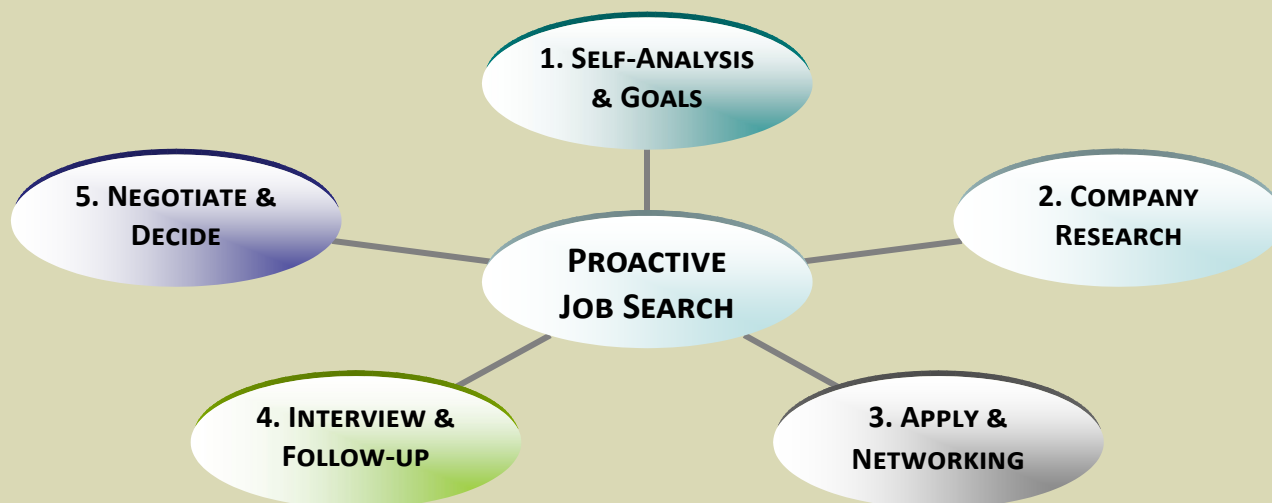 1. SELF-ANALYSIS
& GOALS
2. COMPANY
RESEARCH
3. APPLY &
NETWORKING
4. INTERVIEW &
FOLLOW-UP
5. NEGOTIATE &
DECIDE
PROACTIVE
JOB SEARCH